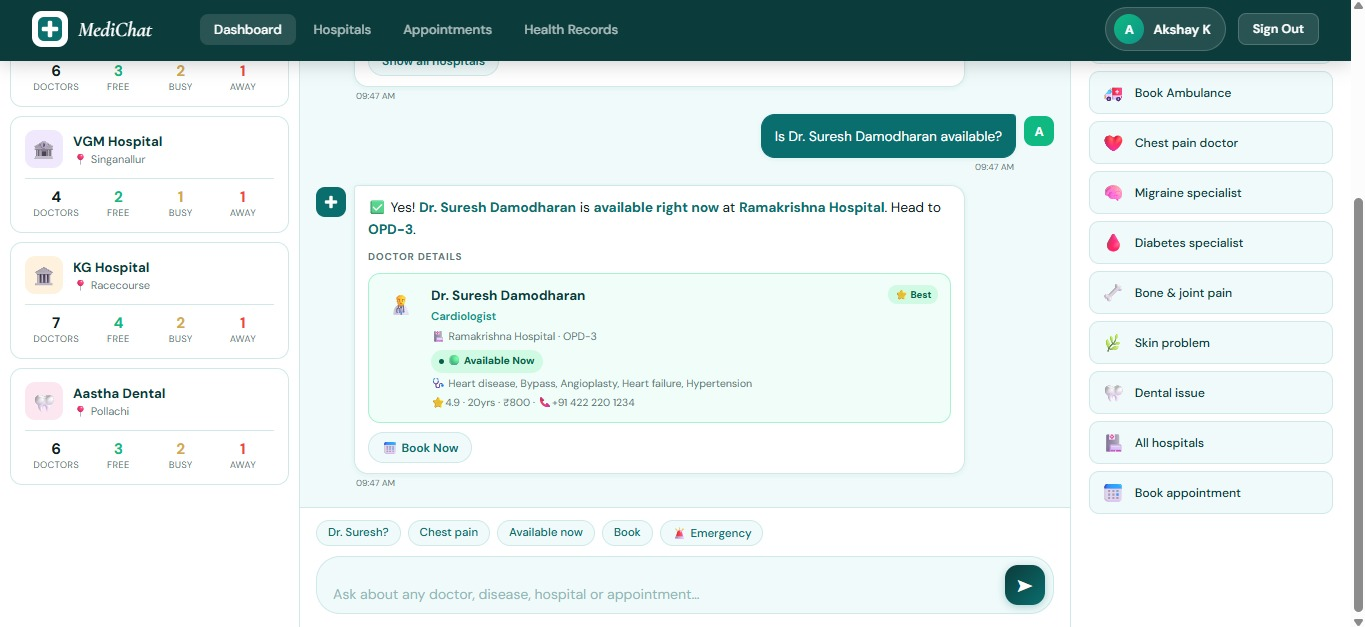 MediChat
Dashboard
Hospitals
Appointments
Health Records
A
Akshay K
Sign Out
6 3 2 1
DOCTORS FREE BUSY AWAY
VGM Hospital
Singanallur
4 2 1 1
DOCTORS FREE BUSY AWAY
KG Hospital
Racecourse
7 4 2 1
DOCTORS FREE BUSY AWAY
Aastha Dental
Pollachi
6 3 2 1
DOCTORS FREE BUSY AWAY
Show all hospitals
09:47 AM
Is Dr. Suresh Damodharan available?
A
09:47 AM
Yes! Dr. Suresh Damodharan is available right now at Ramakrishna Hospital. Head to
OPD-3.
DOCTOR DETAILS
Dr. Suresh Damodharan
Best
Cardiologist
Ramakrishna Hospital · OPD-3
Available Now
Heart disease, Bypass, Angioplasty, Heart failure, Hypertension
4.9 · 20yrs · ₹800 · +91 422 220 1234
Book Now
09:47 AM
Dr. Suresh?
Chest pain
Available now
Book
Emergency
Ask about any doctor, disease, hospital or appointment...
Book Ambulance
Chest pain doctor
Migraine specialist
Diabetes specialist
Bone & joint pain
Skin problem
Dental issue
All hospitals
Book appointment